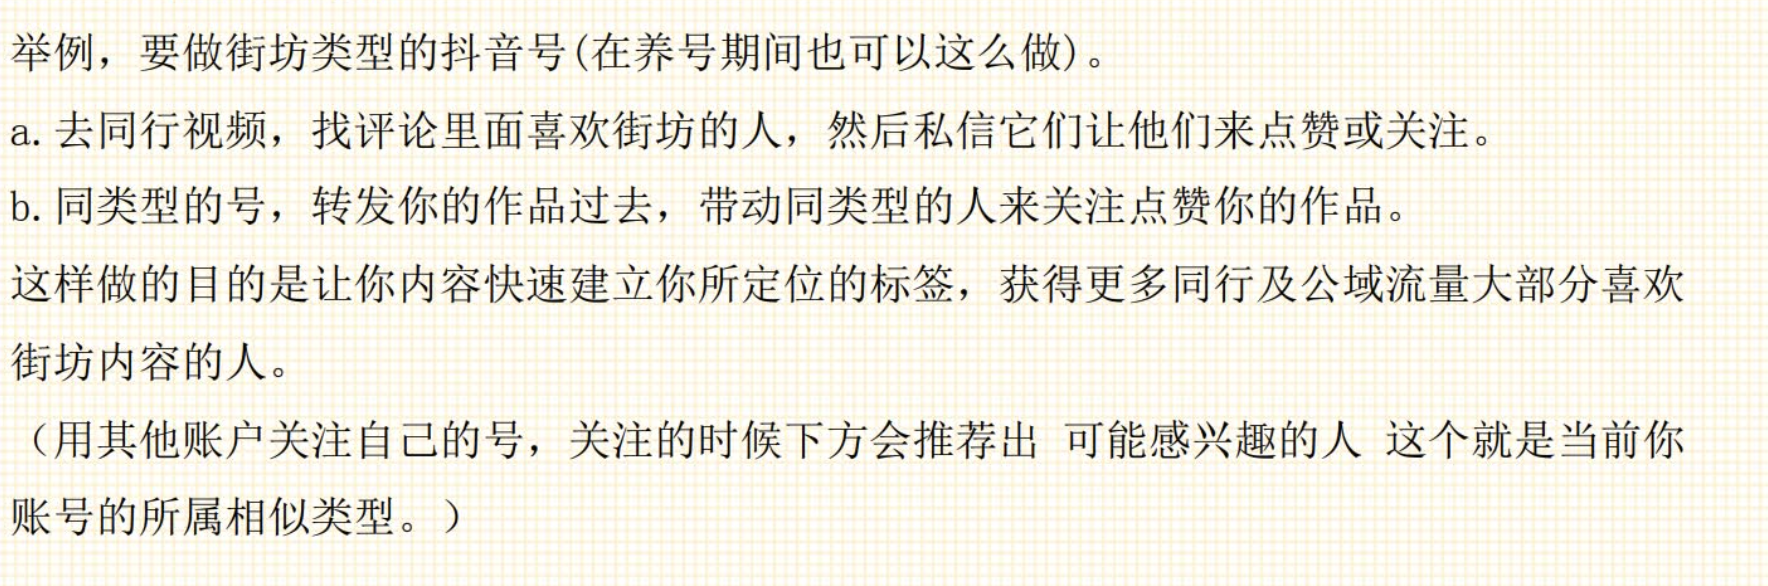 举例，要做街坊类型的抖音号(在养号期间也可以这么做)。
a.去同行视频，找评论里面喜欢街坊的人，然后私信它们让他们来点赞或关注。
b.同类型的号，转发你的作品过去，带动同类型的人来关注点赞你的作品。
这样做的目的是让你内容快速建立你所定位的标签，获得更多同行及公域流量大部分喜欢
街坊内容的人。
（用其他账户关注自己的号，关注的时候下方会推荐出 可能感兴趣的人 这个就是当前你
账号的所属相似类型。）